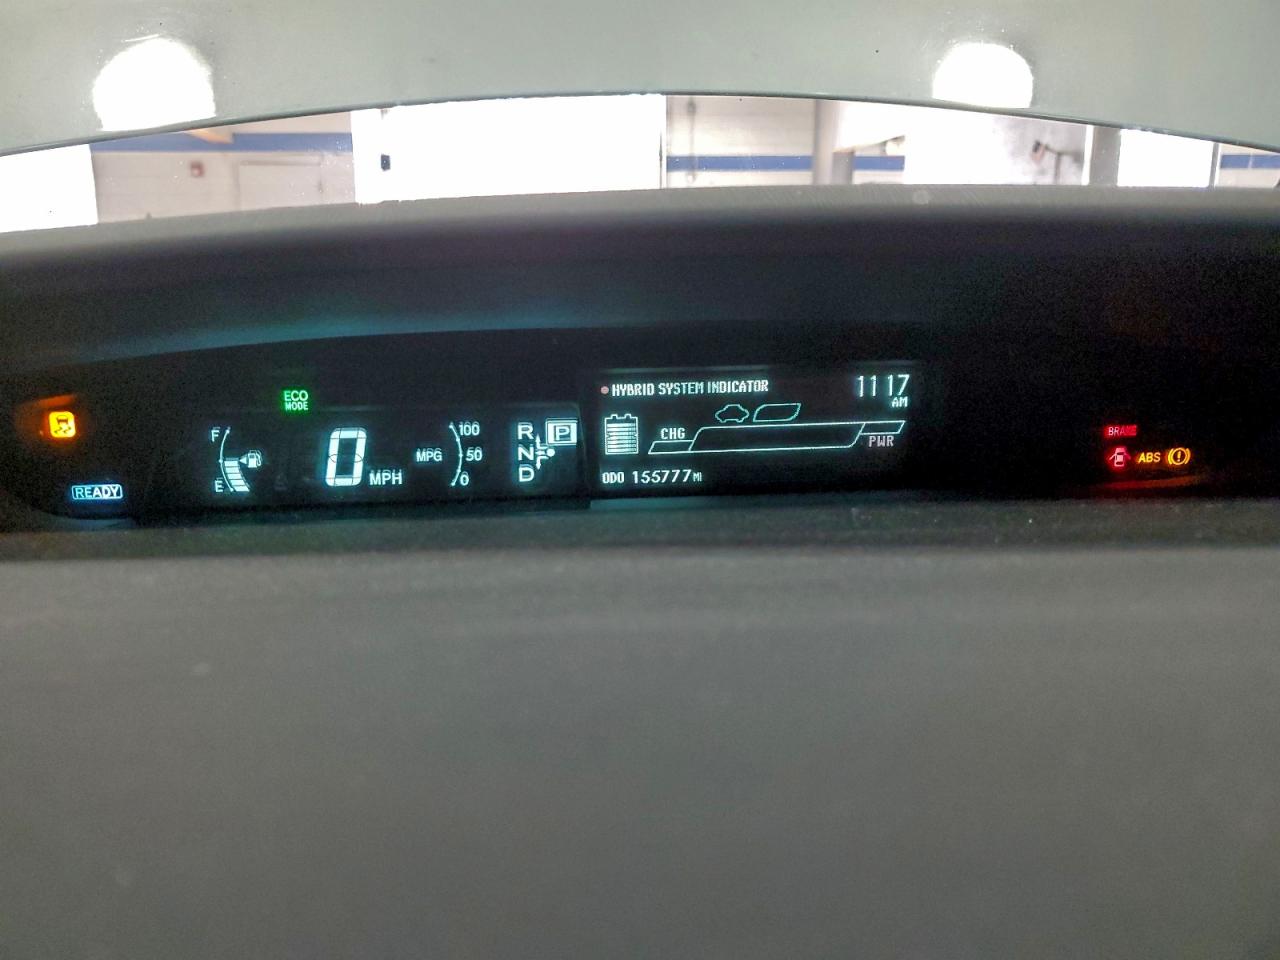 ECO
MODE
READY
F
E
0 MPH
MPG
100
50
0
R
N
D
P
HYBRID SYSTEM INDICATOR
11 17
AM
CHG
PWR
ODO 155777 MI
BRAKE
ABS